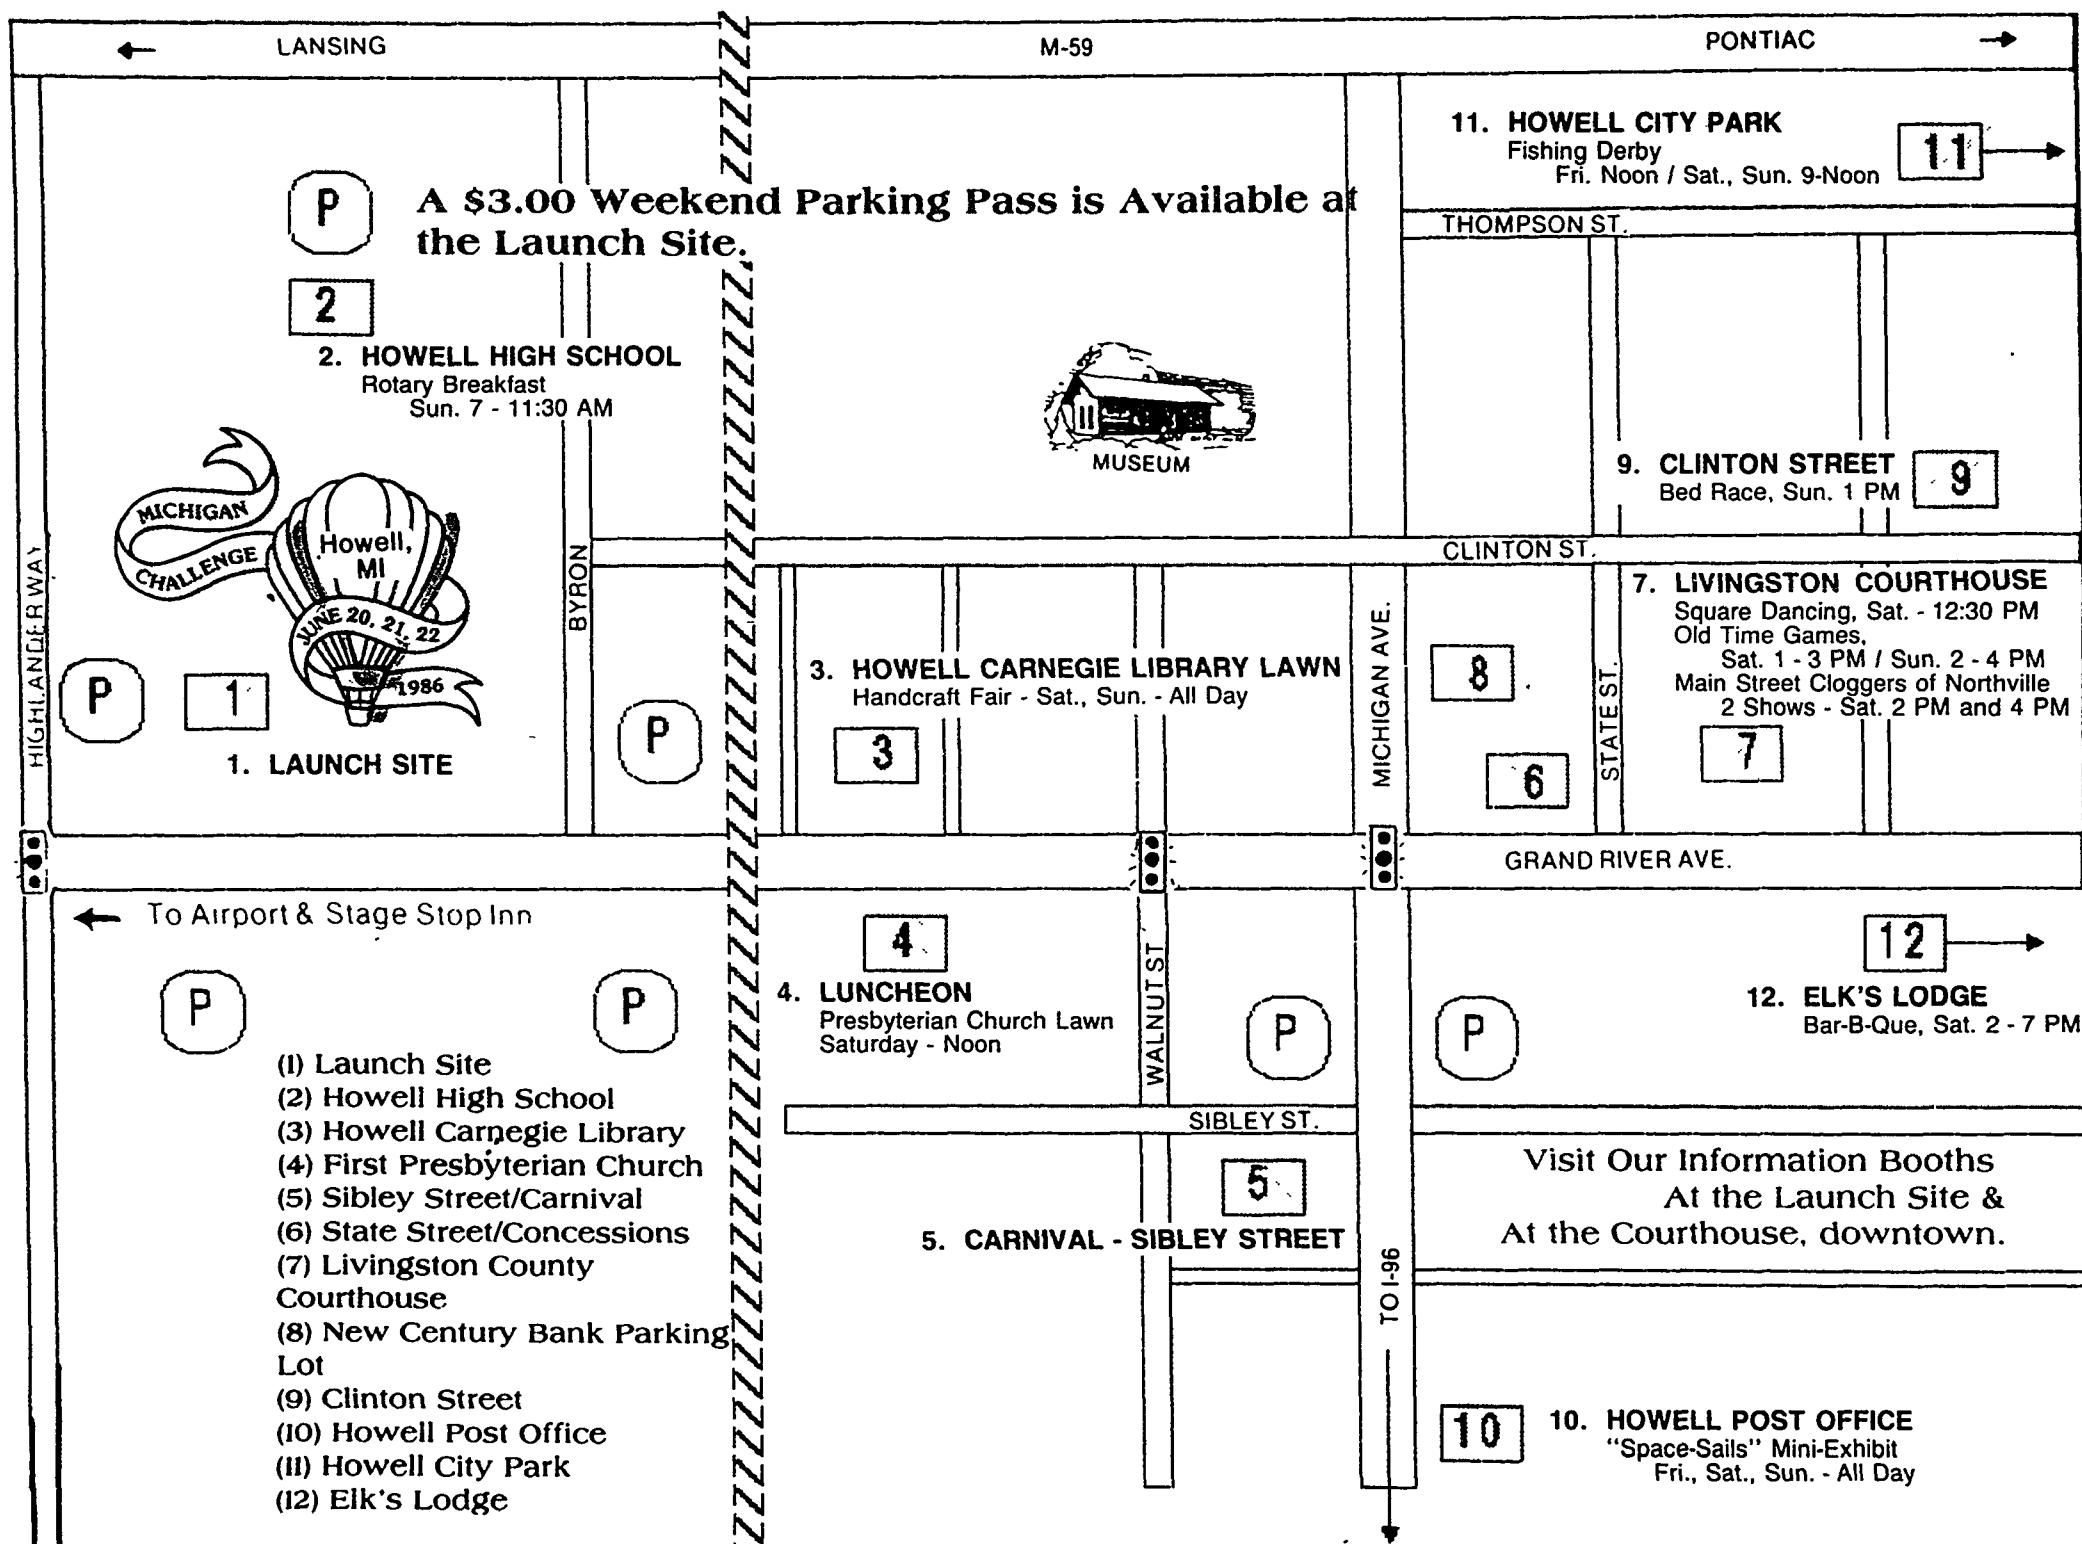 LANSING
M-59
PONTIAC
11. HOWELL CITY PARK
Fishing Derby
Fri. Noon / Sat., Sun. 9-Noon
11
P
A $3.00 Weekend Parking Pass is Available at
the Launch Site.
THOMPSON ST.
2
2. HOWELL HIGH SCHOOL
Rotary Breakfast
Sun. 7 - 11:30 AM
MUSEUM
9. CLINTON STREET
Bed Race, Sun. 1 PM
9
MICHIGAN
CHALLENGE
Howell,
MI
JUNE 20, 21, 22
1986
HIGHLANDER WAY
BYRON
CLINTON ST.
7. LIVINGSTON COURTHOUSE
Square Dancing, Sat. - 12:30 PM
Old Time Games,
Sat. 1 - 3 PM / Sun. 2 - 4 PM
Main Street Cloggers of Northville
2 Shows - Sat. 2 PM and 4 PM
7
P
1
1. LAUNCH SITE
P
3. HOWELL CARNEGIE LIBRARY LAWN
Handcraft Fair - Sat., Sun. - All Day
3
MICHIGAN AVE.
8
6
STATE ST.
GRAND RIVER AVE.
To Airport & Stage Stop Inn
P
P
4
4. LUNCHEON
Presbyterian Church Lawn
Saturday - Noon
WALNUT ST
P
P
12
12. ELK'S LODGE
Bar-B-Que, Sat. 2 - 7 PM
SIBLEY ST.
(1) Launch Site
(2) Howell High School
(3) Howell Carnegie Library
(4) First Presbyterian Church
(5) Sibley Street/Carnival
(6) State Street/Concessions
(7) Livingston County
Courthouse
(8) New Century Bank Parking
Lot
(9) Clinton Street
(10) Howell Post Office
(11) Howell City Park
(12) Elk's Lodge
5
5. CARNIVAL - SIBLEY STREET
Visit Our Information Booths
At the Launch Site &
At the Courthouse, downtown.
TO I-96
10
10. HOWELL POST OFFICE
"Space-Sails" Mini-Exhibit
Fri., Sat., Sun. - All Day